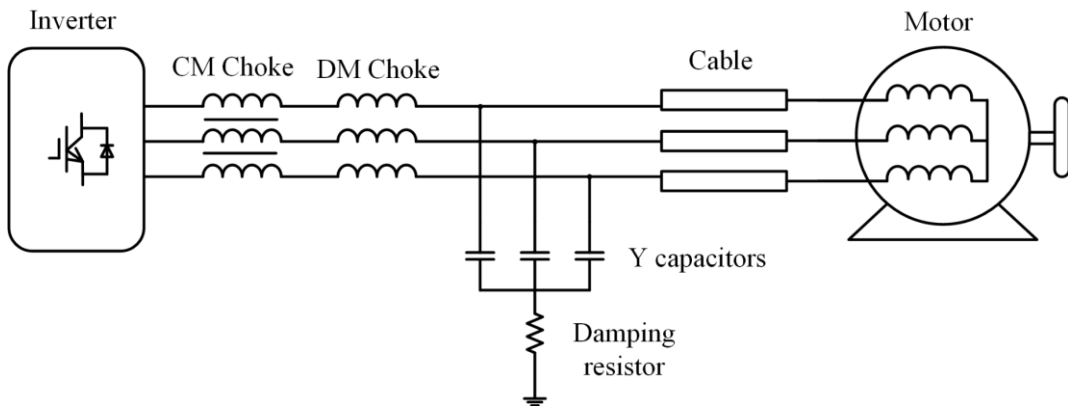 Inverter
CM Choke
DM Choke
Cable
Motor
Y capacitors
Damping
resistor